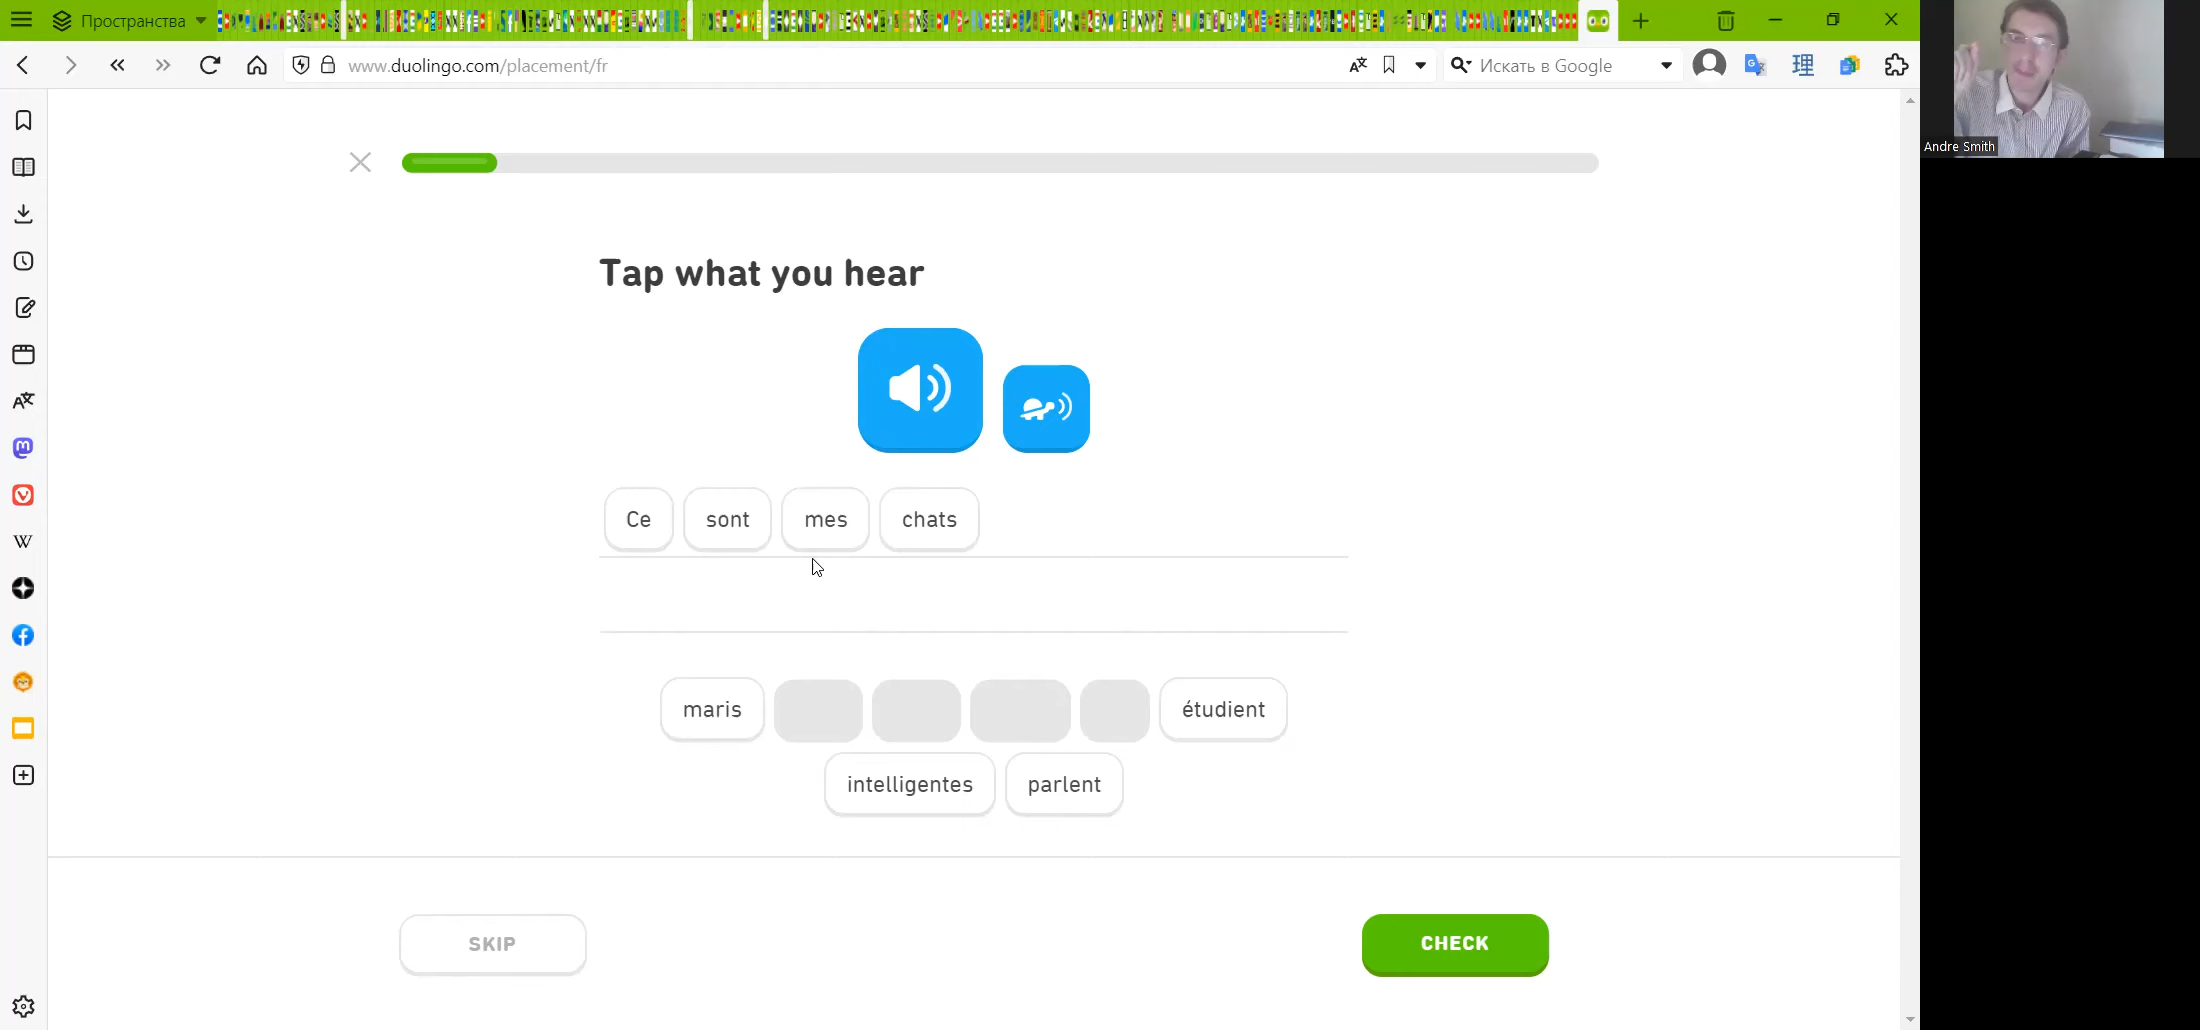 Пространства
www.duolingo.com/placement/fr
Искать в Google
Andre Smith
Tap what you hear
Ce sont mes chats
maris étudient
intelligentes parlent
SKIP CHECK